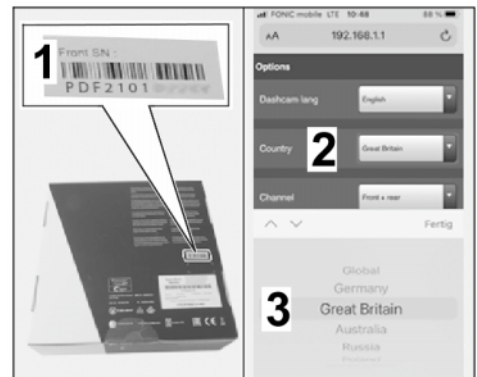 1
Front SN :
PDF2101
FONIC mobile LTE 10:48 88 %
AA 192.168.1.1
Options
Dashcam lang English
Country 2 Great Britain
Channel Front + rear
Fertig
3
Global
Germany
Great Britain
Australia
Russia